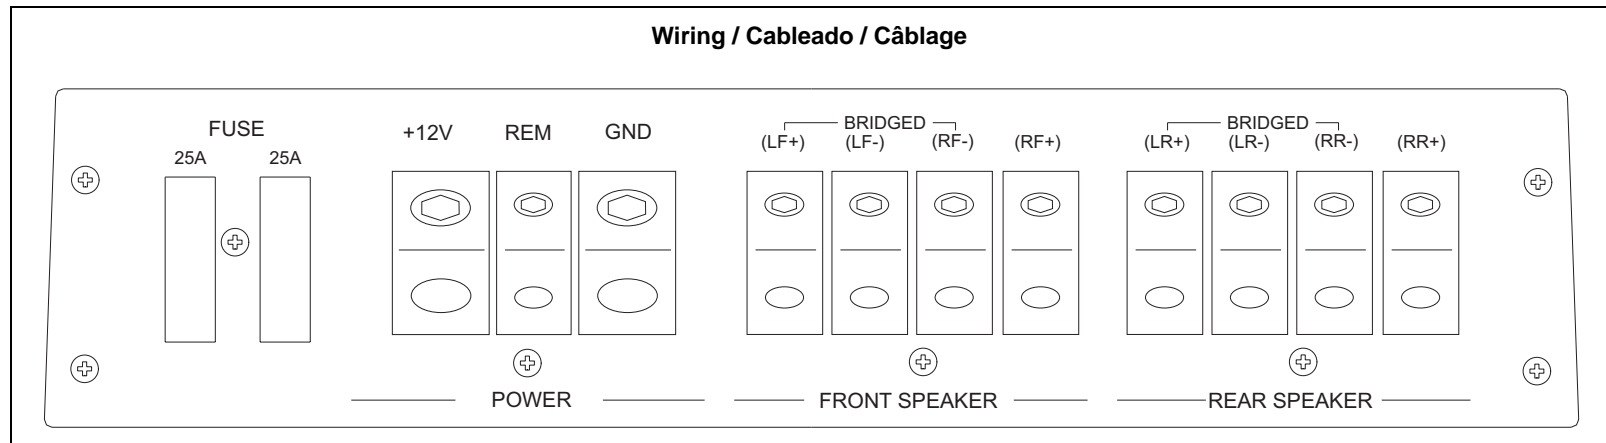 Wiring / Cableado / Câblage
FUSE
25A 25A
+12V REM GND
BRIDGED
(LF+) (LF-) (RF-) (RF+)
BRIDGED
(LR+) (LR-) (RR-) (RR+)
POWER
FRONT SPEAKER
REAR SPEAKER